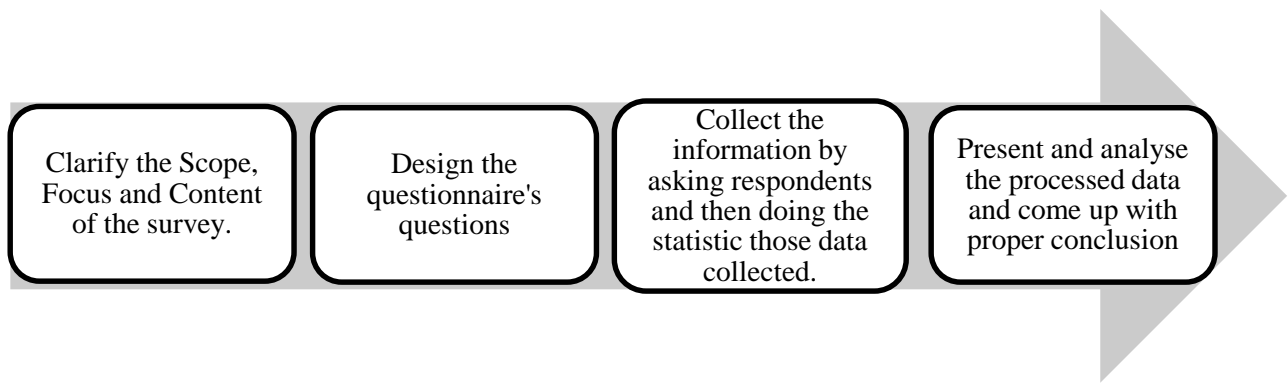 Clarify the Scope,
Focus and Content
of the survey.
Design the
questionnaire's
questions
Collect the
information by
asking respondents
and then doing the
statistic those data
collected.
Present and analyse
the processed data
and come up with
proper conclusion